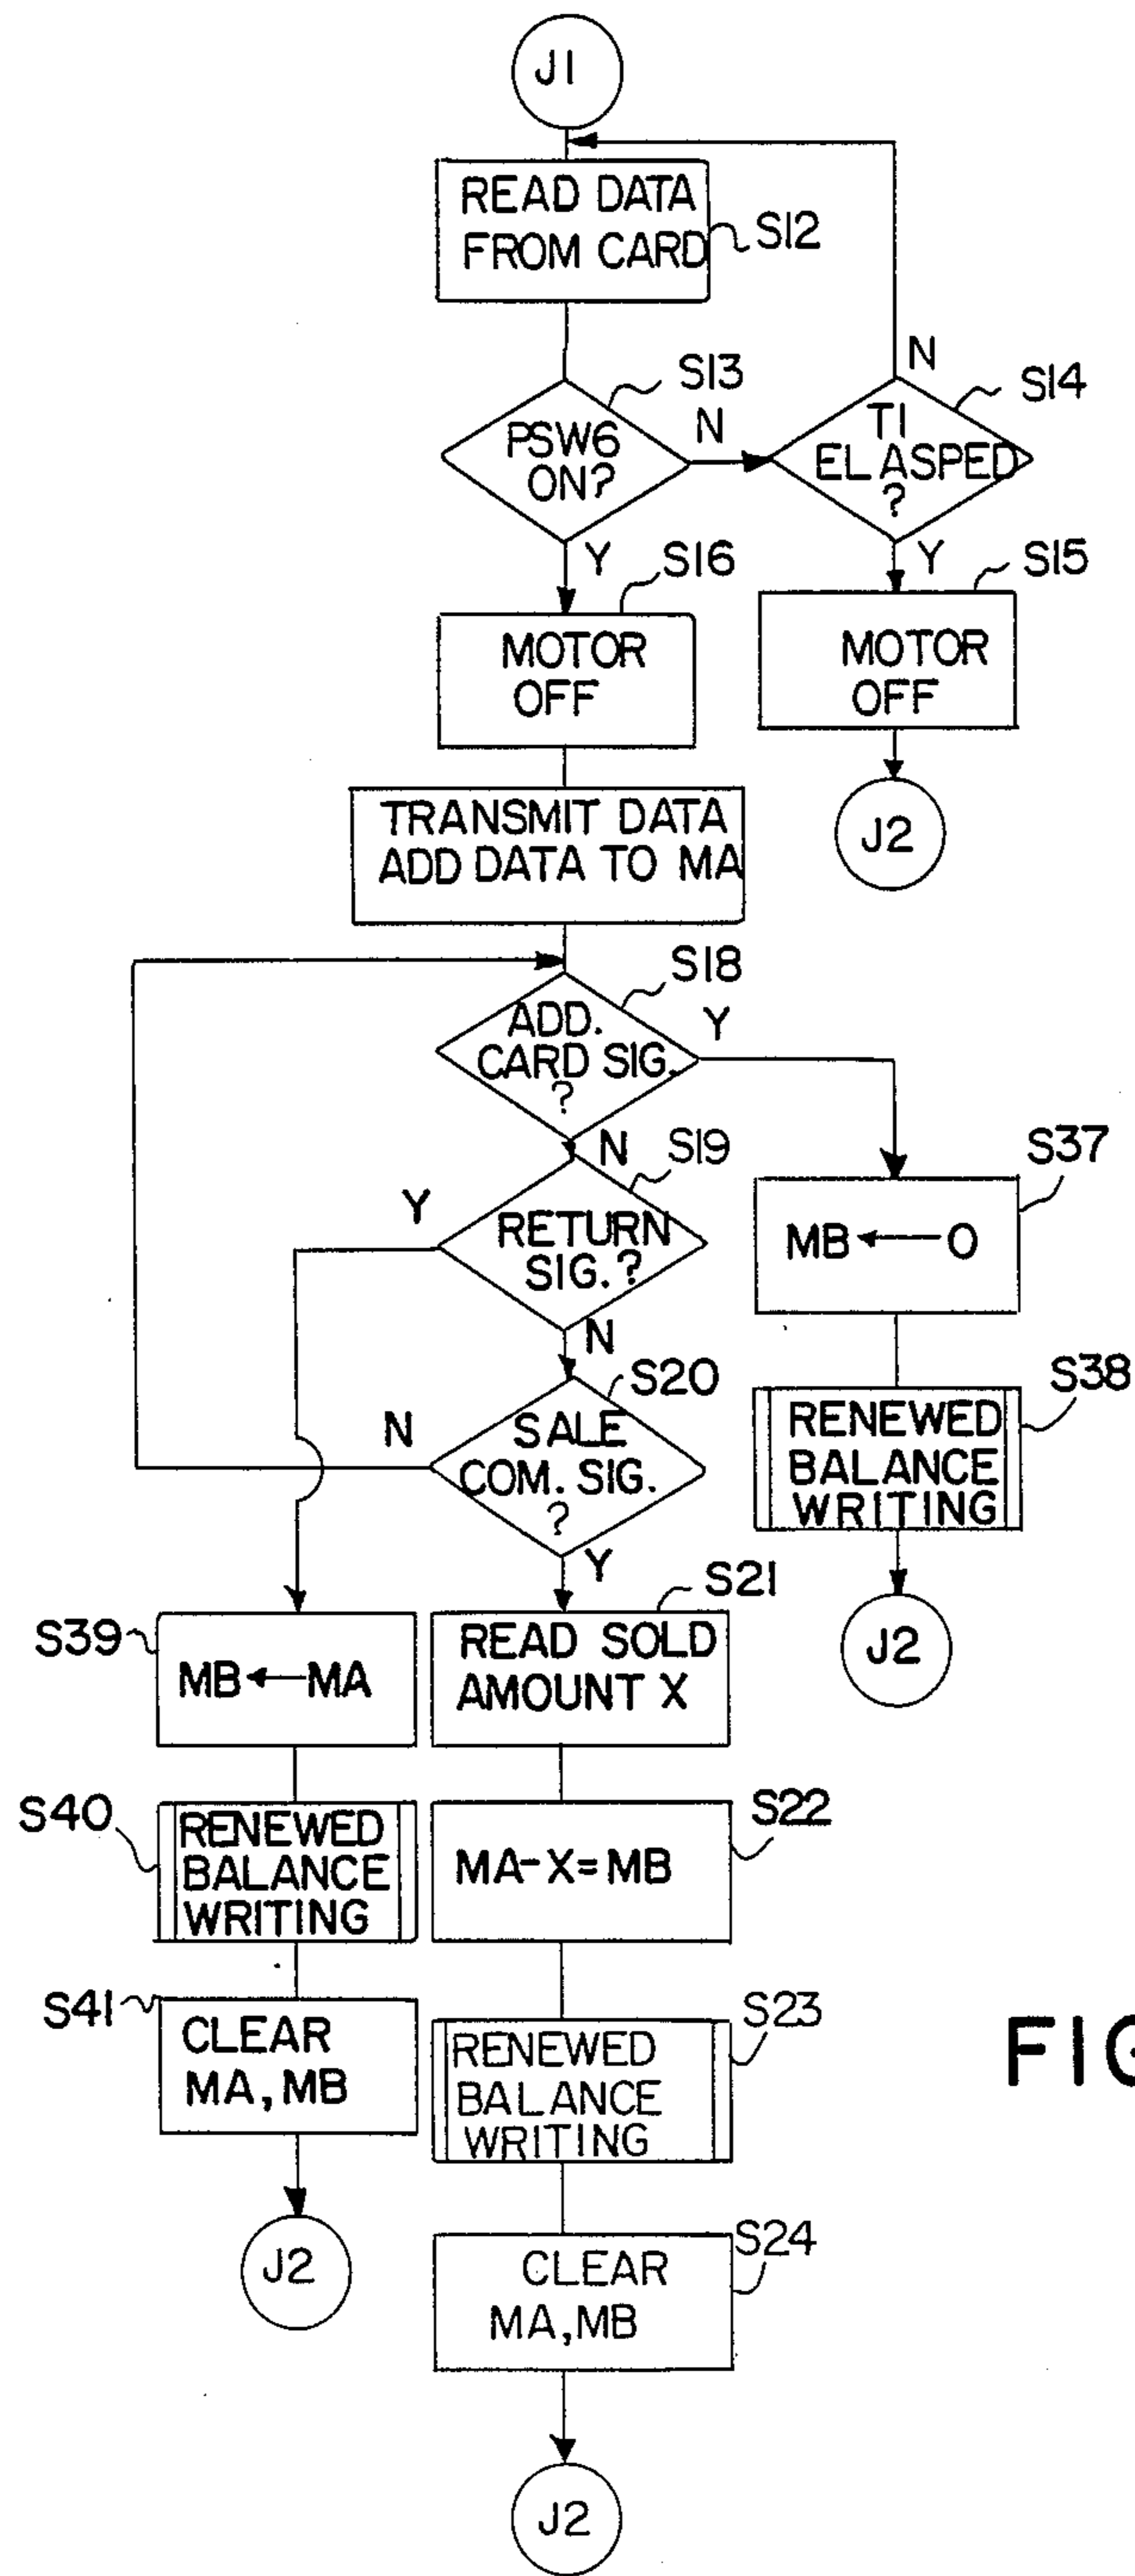 J1
READ DATA
FROM CARD
S12
S13
PSW6
ON?
N
N
S14
T1
ELASPED
?
Y
S16
MOTOR
OFF
Y
S15
MOTOR
OFF
J2
TRANSMIT DATA
ADD DATA TO MA
S18
ADD.
CARD SIG.
?
Y
N
S19
RETURN
SIG.?
Y
N
S37
MB ← 0
S38
RENEWED
BALANCE
WRITING
J2
S20
SALE
COM. SIG.
?
N
Y
S39
MB ← MA
S21
READ SOLD
AMOUNT X
S40
RENEWED
BALANCE
WRITING
S22
MA-X=MB
S41
CLEAR
MA, MB
J2
S23
RENEWED
BALANCE
WRITING
S24
CLEAR
MA, MB
J2